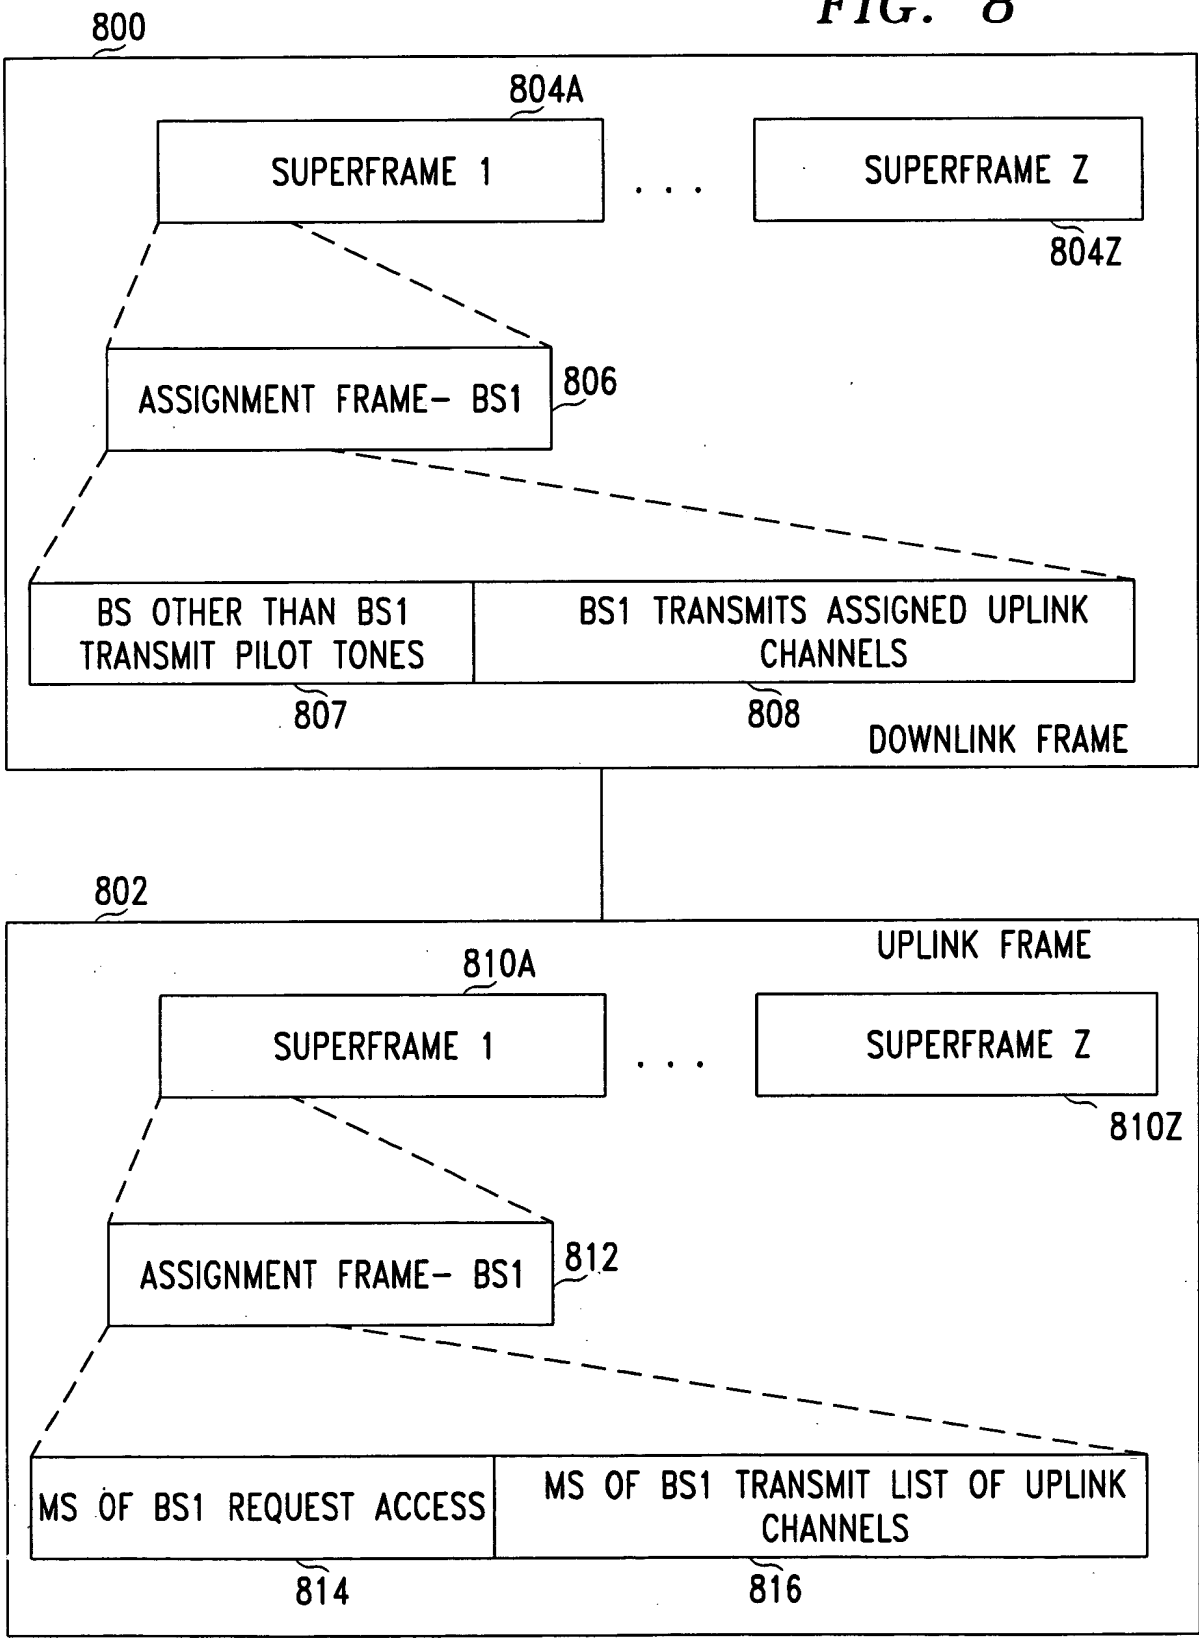 FIG. 8
800
804A
SUPERFRAME 1
. . .
SUPERFRAME Z
804Z
ASSIGNMENT FRAME- BS1
806
BS OTHER THAN BS1
TRANSMIT PILOT TONES
BS1 TRANSMITS ASSIGNED UPLINK
CHANNELS
807
808
DOWNLINK FRAME
802
UPLINK FRAME
810A
SUPERFRAME 1
. . .
SUPERFRAME Z
810Z
ASSIGNMENT FRAME- BS1
812
MS OF BS1 REQUEST ACCESS
MS OF BS1 TRANSMIT LIST OF UPLINK
CHANNELS
814
816